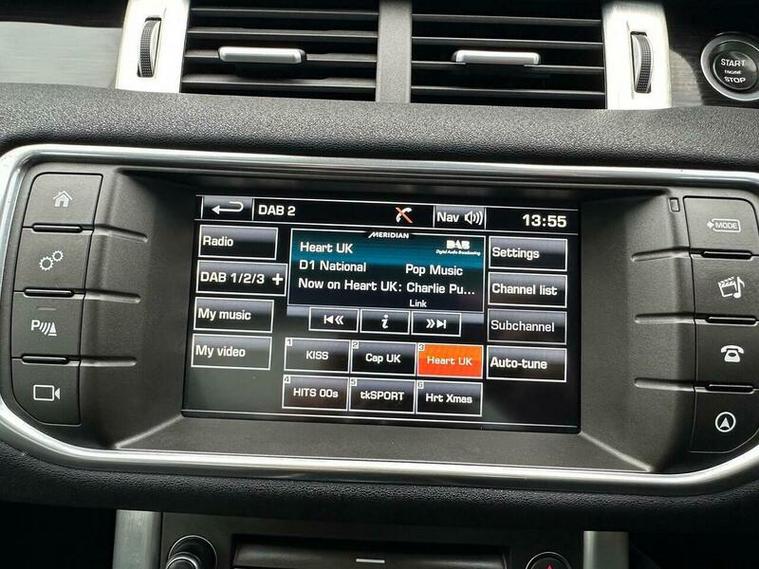 START
ENGINE
STOP
DAB 2
Nav
13:55
MERIDIAN
Radio
Heart UK
DAB
Digital Audio Broadcasting
Settings
D1 National
Pop Music
DAB 1/2/3 +
Now on Heart UK: Charlie Pu...
Channel list
Link
My music
i
Subchannel
My video
1 KISS
2 Cap UK
3 Heart UK
Auto-tune
4 HITS 00s
5 tkSPORT
6 Hrt Xmas
MODE
P